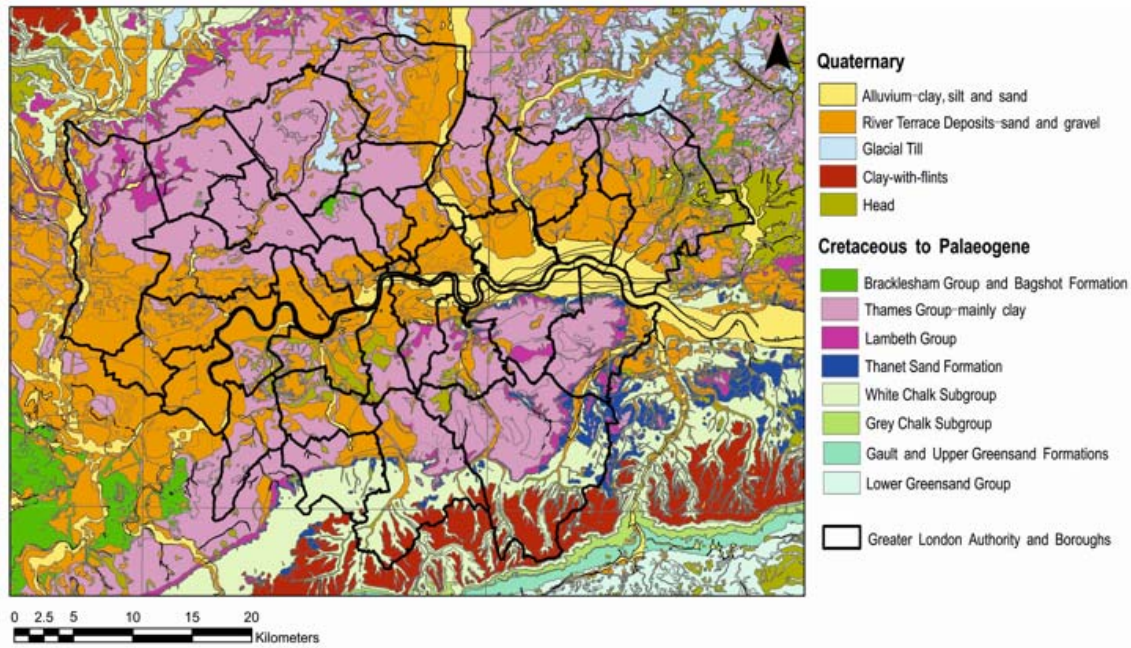 N
Quaternary
Alluvium-clay, silt and sand
River Terrace Deposits-sand and gravel
Glacial Till
Clay-with-flints
Head
Cretaceous to Palaeogene
Bracklesham Group and Bagshot Formation
Thames Group-mainly clay
Lambeth Group
Thanet Sand Formation
White Chalk Subgroup
Grey Chalk Subgroup
Gault and Upper Greensand Formations
Lower Greensand Group
Greater London Authority and Boroughs
0 2.5 5 10 15 20
Kilometers